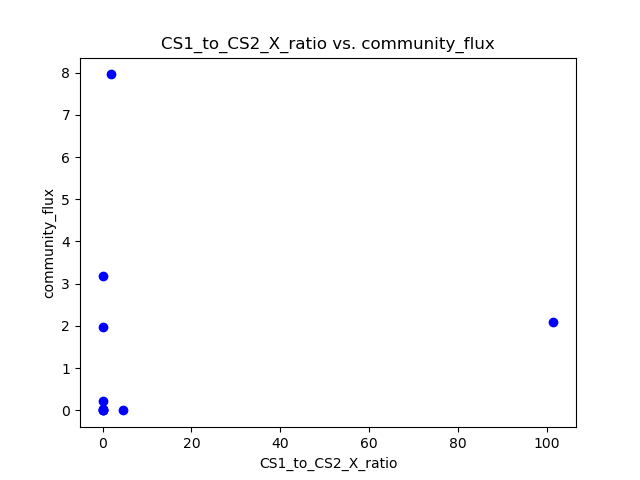 CS1_to_CS2_X_ratio vs. community_flux
8
7
6
5
4
3
2
1
0
community_flux
0 20 40 60 80 100
CS1_to_CS2_X_ratio